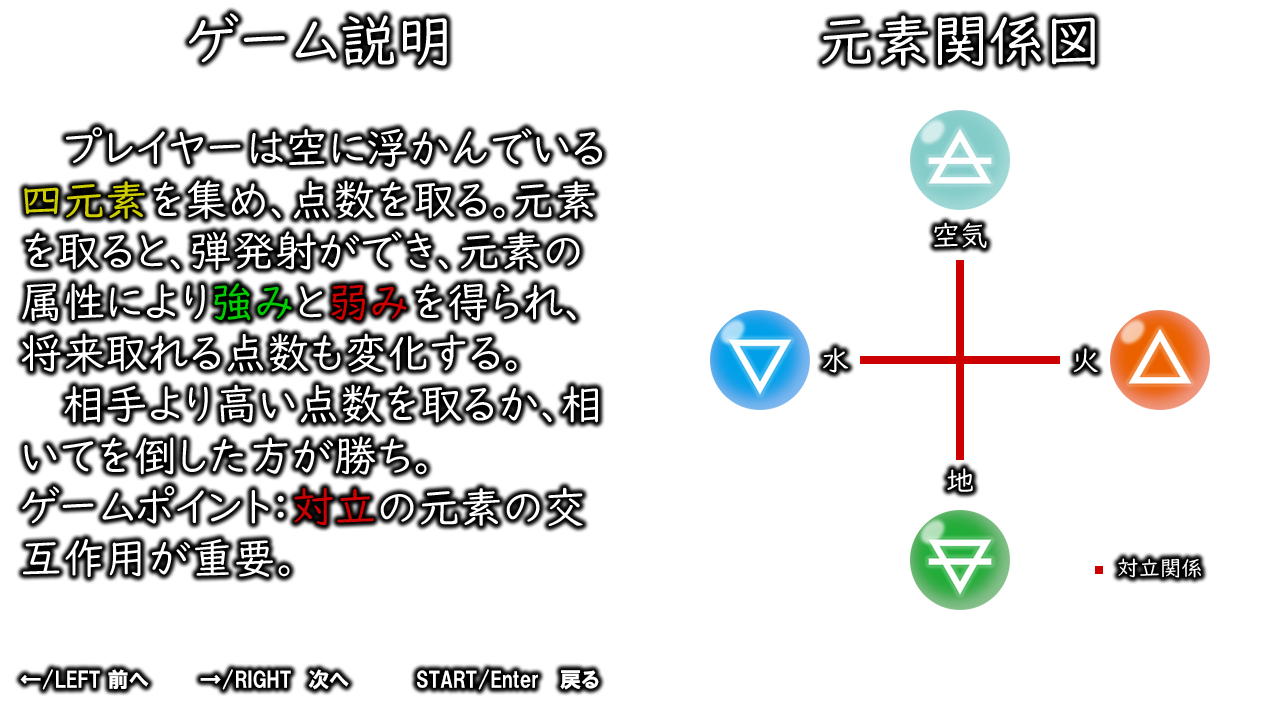 ゲーム説明
プレイヤーは空に浮かんでいる
四元素を集め、点数を取る。元素
を取ると、弾発射ができ、元素の
属性により強みと弱みを得られ、
将来取れる点数も変化する。
相手より高い点数を取るか、相
いてを倒した方が勝ち。
ゲームポイント：対立の元素の交
互作用が重要。
←/LEFT 前へ
→/RIGHT 次へ
START/Enter 戻る
元素関係図
空気
水
火
地
対立関係